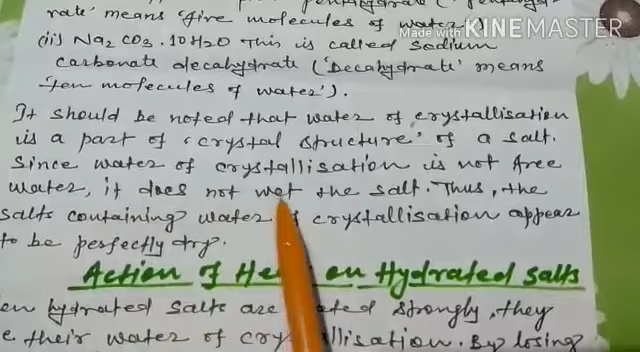 rate' means 'five molecules of water')
Made with KINEMASTER
(ii) Na2 CO3 . 10H2O This is called Sodium
carbonate decahydrate ('Decahydrate' means
Ten molecules of water').
It should be noted that water of crystallisation
is a part of 'crystal structure' of a salt.
Since water of crystallisation is not free
water, it does not wet the salt. Thus, the
salts containing water of crystallisation appear
to be perfectly dry.
Action of Heat on Hydrated Salts
hydrated salts are strongly, they
their water of By losing